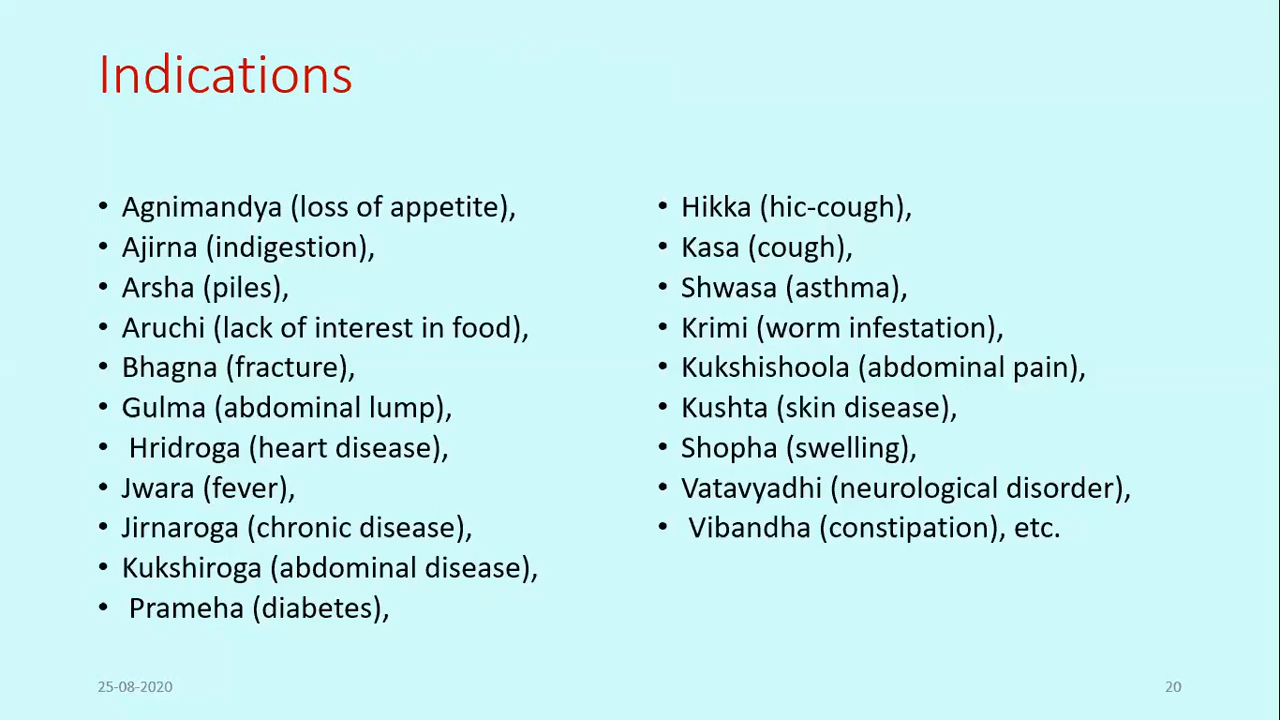 Indications
• Agnimandya (loss of appetite),
• Ajirna (indigestion),
• Arsha (piles),
• Aruchi (lack of interest in food),
• Bhagna (fracture),
• Gulma (abdominal lump),
• Hridroga (heart disease),
• Jwara (fever),
• Jirnaroga (chronic disease),
• Kukshiroga (abdominal disease),
• Prameha (diabetes),
• Hikka (hic-cough),
• Kasa (cough),
• Shwasa (asthma),
• Krimi (worm infestation),
• Kukshishoola (abdominal pain),
• Kushta (skin disease),
• Shopha (swelling),
• Vatavyadhi (neurological disorder),
• Vibandha (constipation), etc.
25-08-2020
20